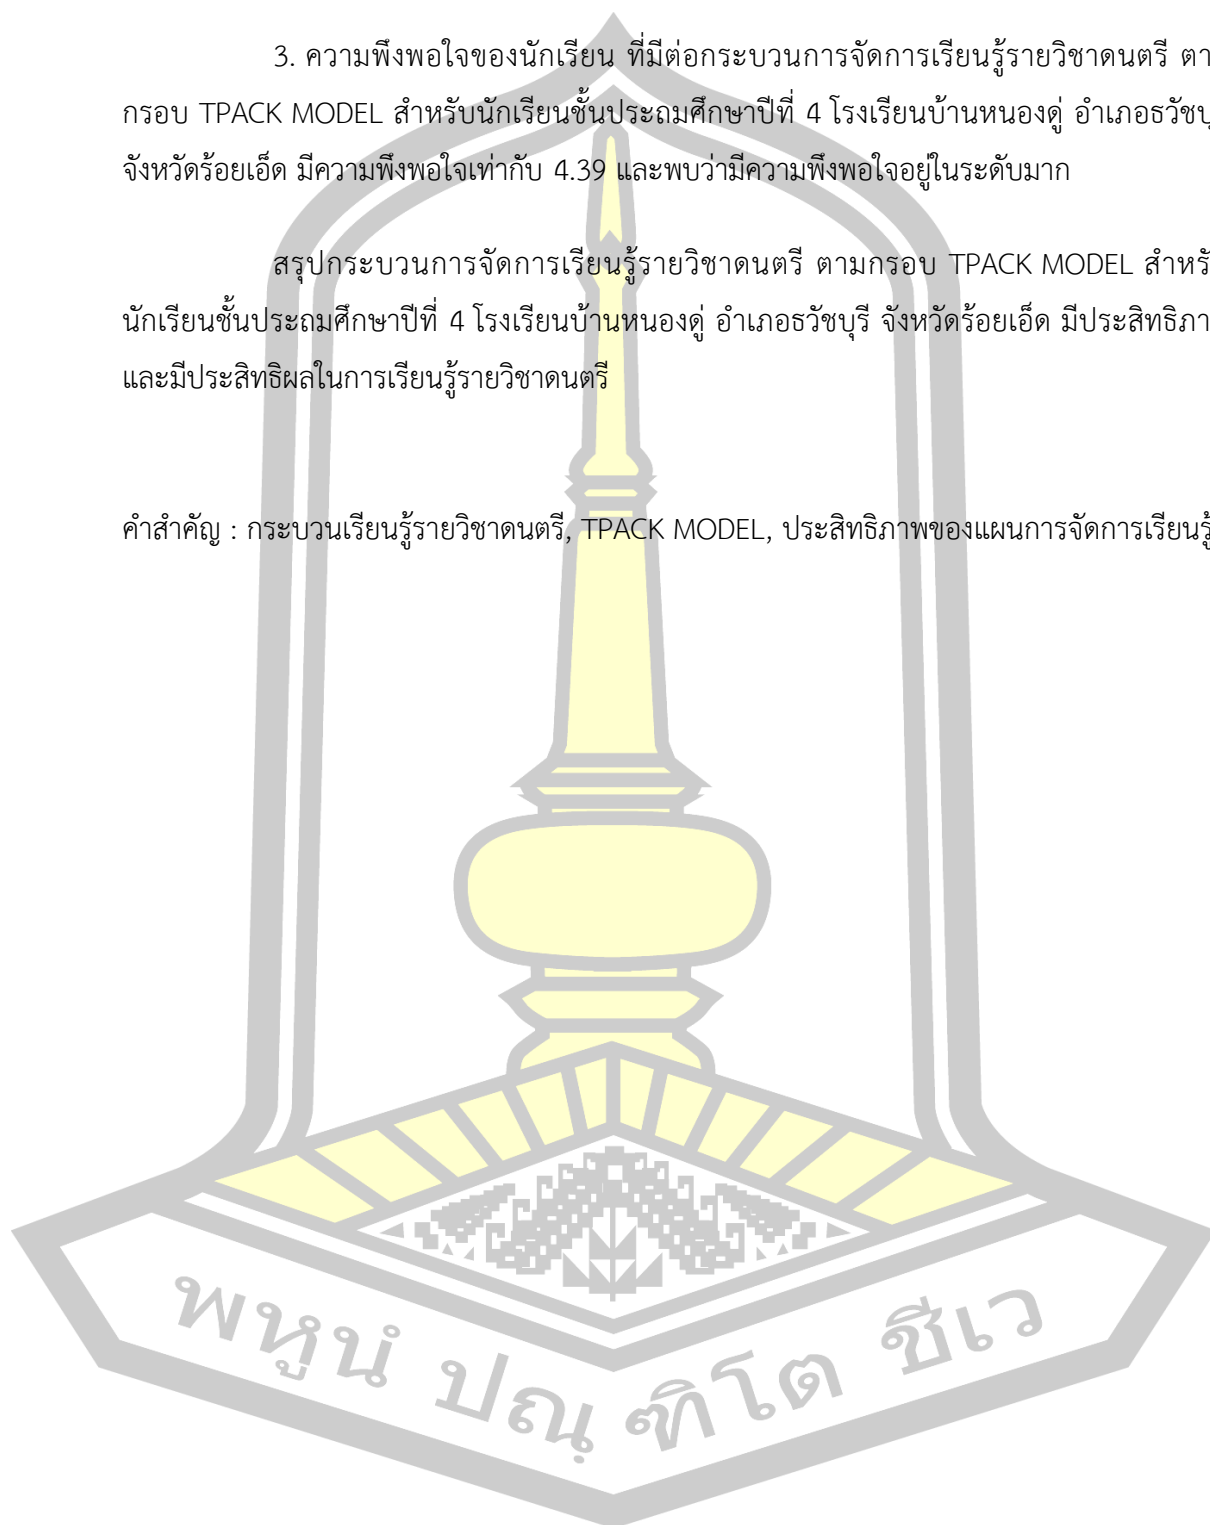 3. ความพึงพอใจของนักเรียน ที่มีต่อกระบวนการจัดการเรียนรู้รายวิชาดนตรี ตา
กรอบ TPACK MODEL สำหรับนักเรียนชั้นประถมศึกษาปีที่ 4 โรงเรียนบ้านหนองดู่ อำเภอธวัชบุ
จังหวัดร้อยเอ็ด มีความพึงพอใจเท่ากับ 4.39 และพบว่ามีความพึงพอใจอยู่ในระดับมาก
สรุปกระบวนการจัดการเรียนรู้รายวิชาดนตรี ตามกรอบ TPACK MODEL สำหรั
นักเรียนชั้นประถมศึกษาปีที่ 4 โรงเรียนบ้านหนองดู่ อำเภอธวัชบุรี จังหวัดร้อยเอ็ด มีประสิทธิภา
และมีประสิทธิผลในการเรียนรู้รายวิชาดนตรี
คำสำคัญ : กระบวนเรียนรู้รายวิชาดนตรี, TPACK MODEL, ประสิทธิภาพของแผนการจัดการเรียนรู้
พหูนํ ปณฺฑิโต ชีเว